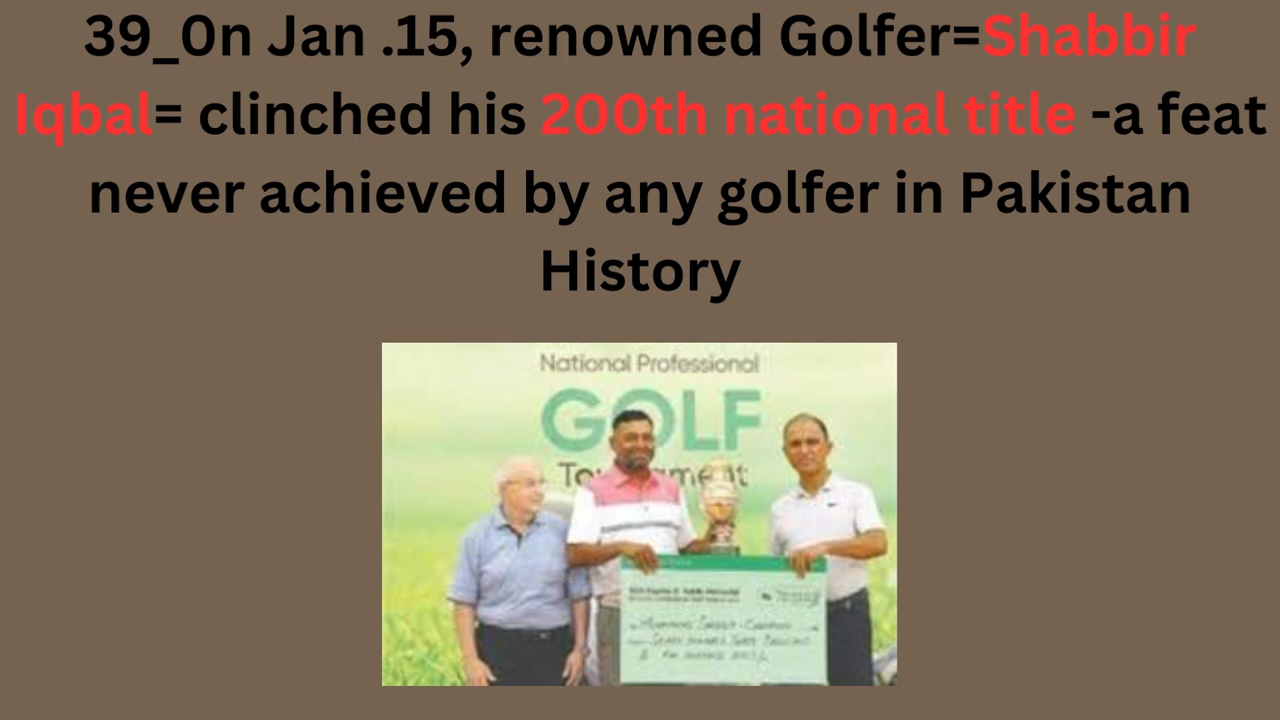 39_On Jan .15, renowned Golfer=Shabbir
Iqbal= clinched his 200th national title -a feat
never achieved by any golfer in Pakistan
History
National Professional
GOLF